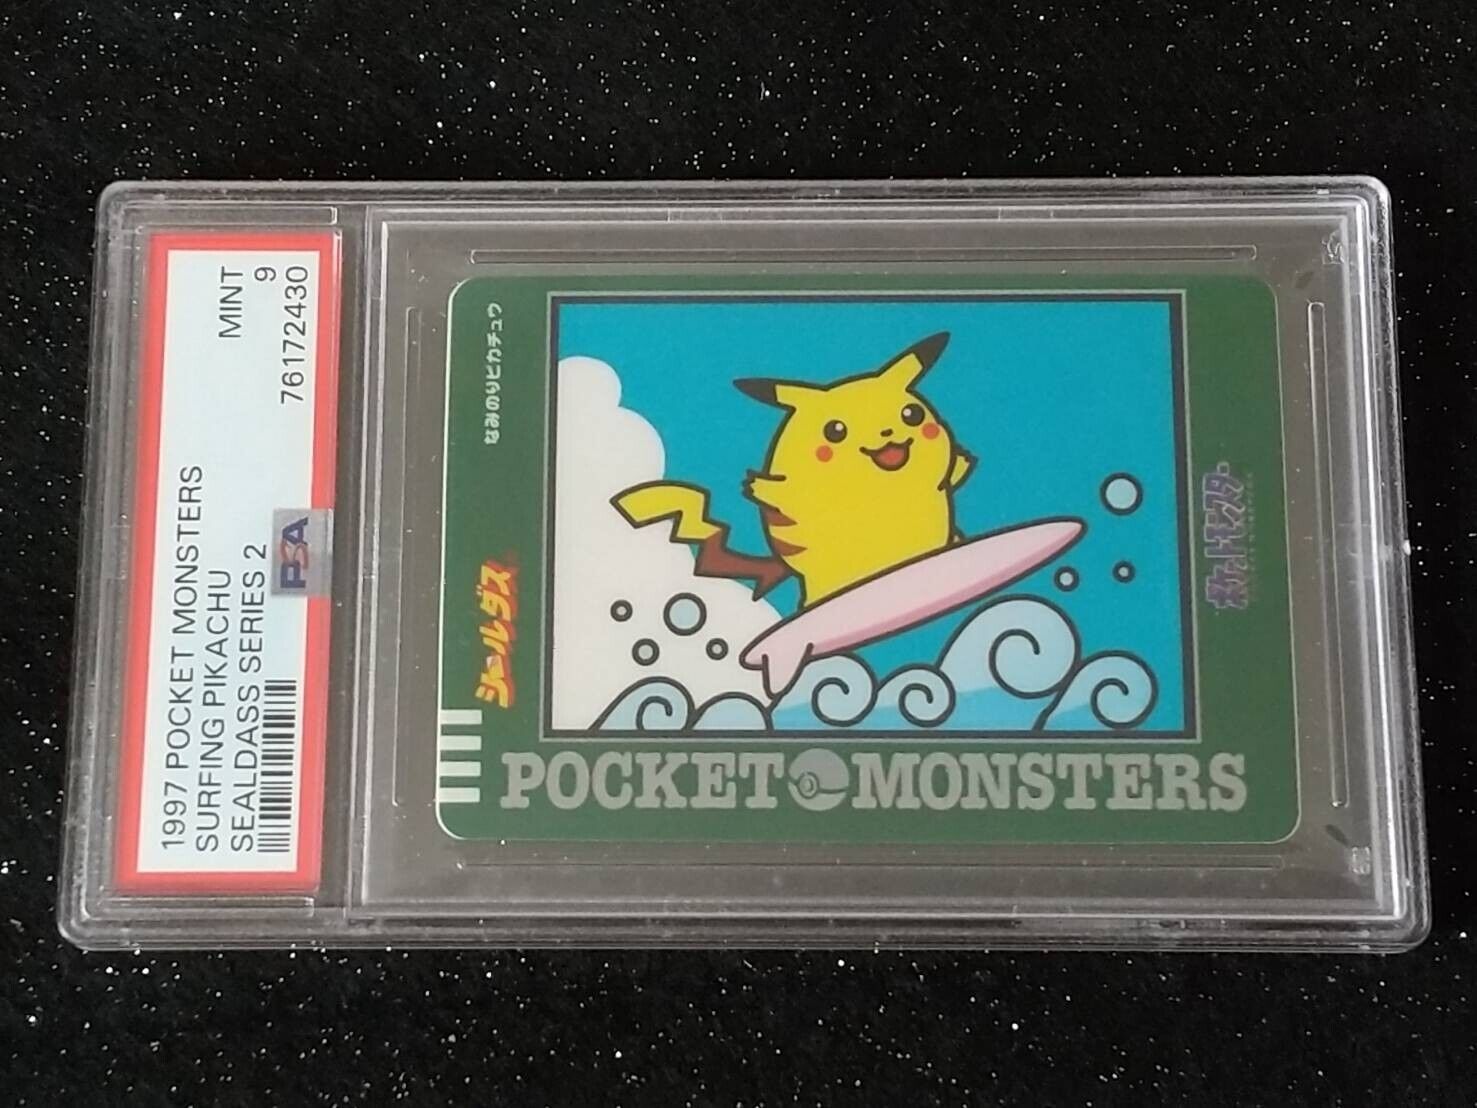 1997 POCKET MONSTERS
SURFING PIKACHU
MINT
SEALDASS SERIES 2
9
76172430
PSA
なみのりピカチュウ
シールダス
ポケットモンスター
POCKET MONSTERS